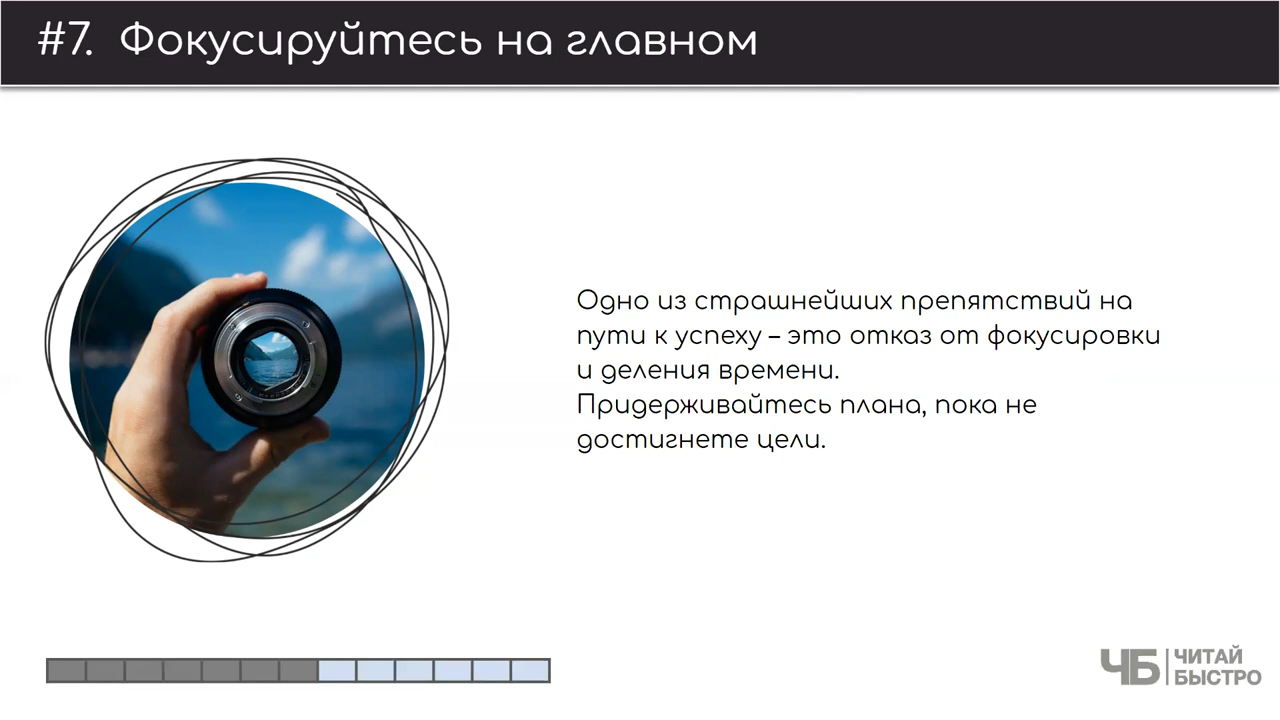 #7. Фокусируйтесь на главном
Одно из страшнейших препятствий на
пути к успеху – это отказ от фокусировки
и деления времени.
Придерживайтесь плана, пока не
достигнете цели.
ЧБ ЧИТАЙ
БЫСТРО